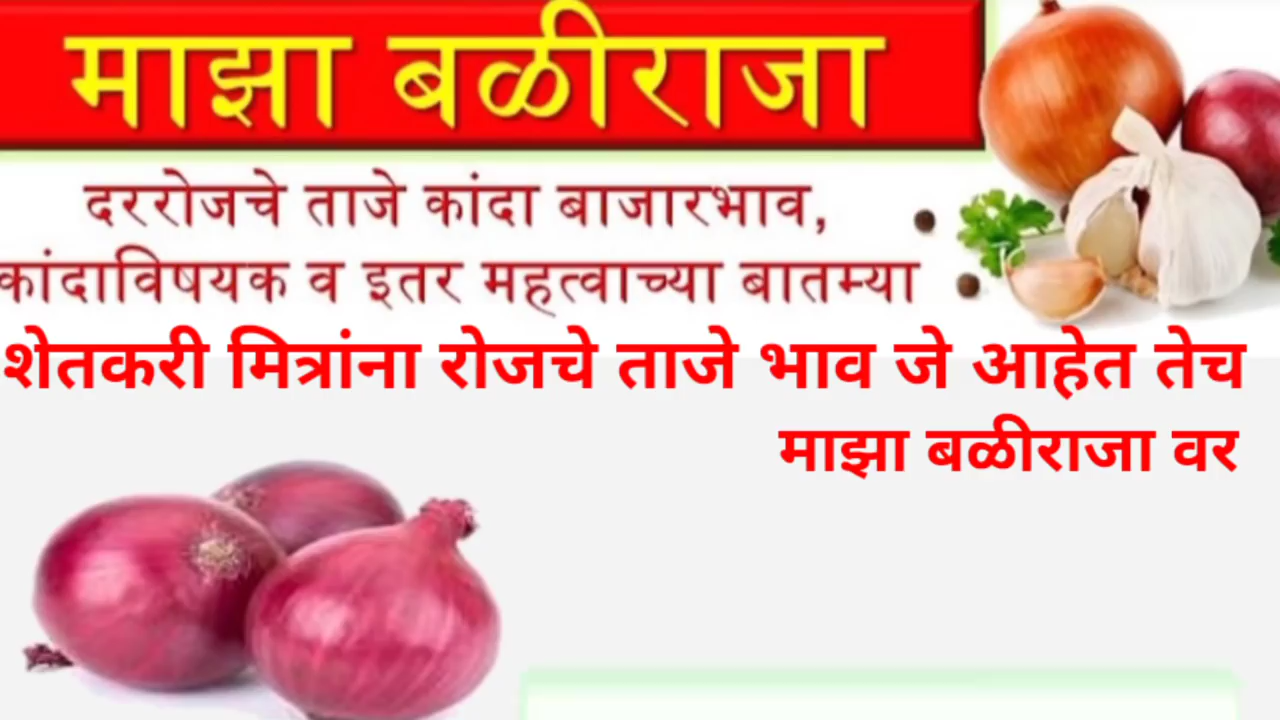 माझा बळीराजा
दररोजचे ताजे कांदा बाजारभाव,
कांदाविषयक व इतर महत्वाच्या बातम्या
शेतकरी मित्रांना रोजचे ताजे भाव जे आहेत तेच
माझा बळीराजा वर